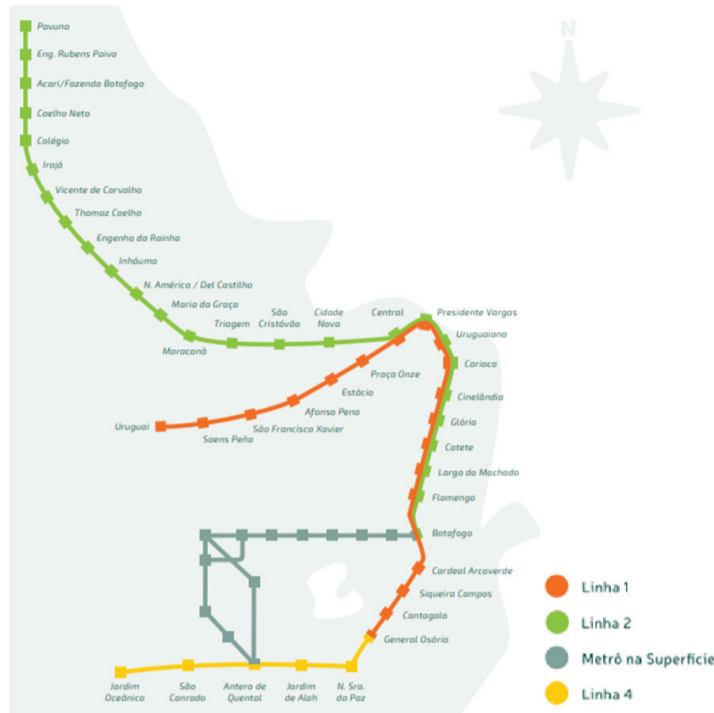 Pavuna
Eng. Rubens Paiva
Acari/Fazenda Botafogo
Coelho Neto
Colégio
Irajá
Vicente de Carvalho
Thomaz Coelho
Engenho da Rainha
Inhaúma
N. América / Del Castilho
Maria da Graça
Maracanã
Triagem
São
Cristóvão
Cidade
Nova
Central
Presidente Vargas
Uruguaiana
Carioca
Cinelândia
Glória
Catete
Largo do Machado
Flamengo
Botafogo
Praça Onze
Estácio
Afonso Pena
São Francisco Xavier
Saens Peña
Uruguai
Cardeal Arcoverde
Siqueira Campos
Cantagalo
General Osório
N. Sra.
da Paz
Jardim
de Alah
Antero de
Quental
São
Conrado
Jardim
Oceânico
N
Linha 1
Linha 2
Metrô na Superfície
Linha 4